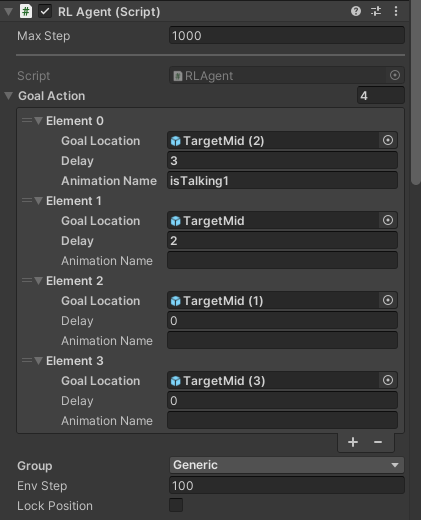 RL Agent (Script)
Max Step 1000
Script RLAgent
Goal Action 4
Element 0
Goal Location TargetMid (2)
Delay 3
Animation Name isTalking1
Element 1
Goal Location TargetMid
Delay 2
Animation Name
Element 2
Goal Location TargetMid (1)
Delay 0
Animation Name
Element 3
Goal Location TargetMid (3)
Delay 0
Animation Name
Group Generic
Env Step 100
Lock Position